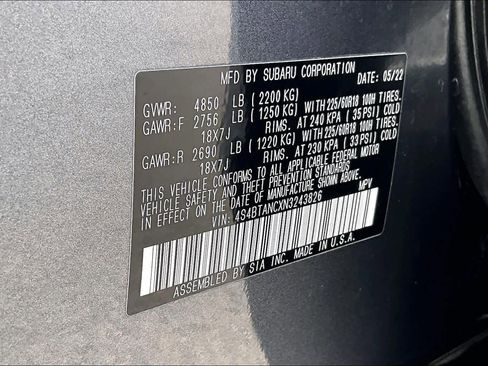 MFD BY SUBARU CORPORATION DATE: 05/22
GVWR: 4850 LB ( 2200 KG)
GAWR:F 2756 LB ( 1250 KG) WITH 225/60R18 100H TIRES.
18X7J RIMS. AT 240 KPA ( 35 PSI) COLD
GAWR:R 2690 LB ( 1220 KG) WITH 225/60R18 100H TIRES.
18X7J RIMS. AT 230 KPA ( 33 PSI) COLD
THIS VEHICLE CONFORMS TO ALL APPLICABLE FEDERAL MOTOR
VEHICLE SAFETY AND THEFT PREVENTION STANDARDS
IN EFFECT ON THE DATE OF MANUFACTURE SHOWN ABOVE.
VIN: 4S4BTANCXN3243826 MPV
ASSEMBLED BY SIA INC. MADE IN U.S.A.